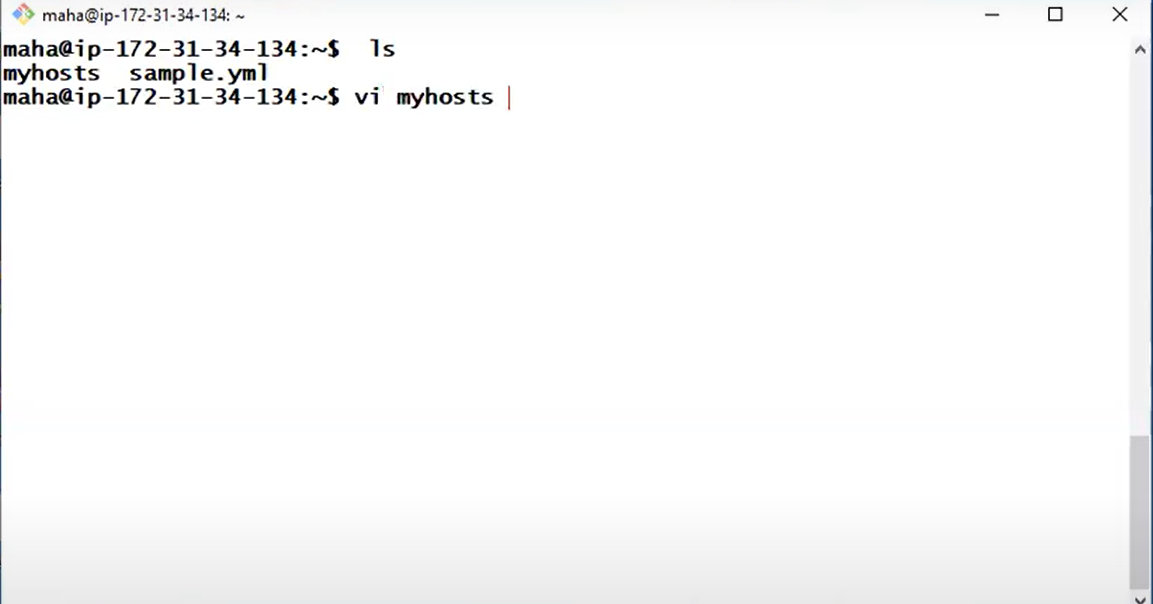 maha@ip-172-31-34-134: ~
maha@ip-172-31-34-134:~$  ls
myhosts  sample.yml
maha@ip-172-31-34-134:~$ vi myhosts